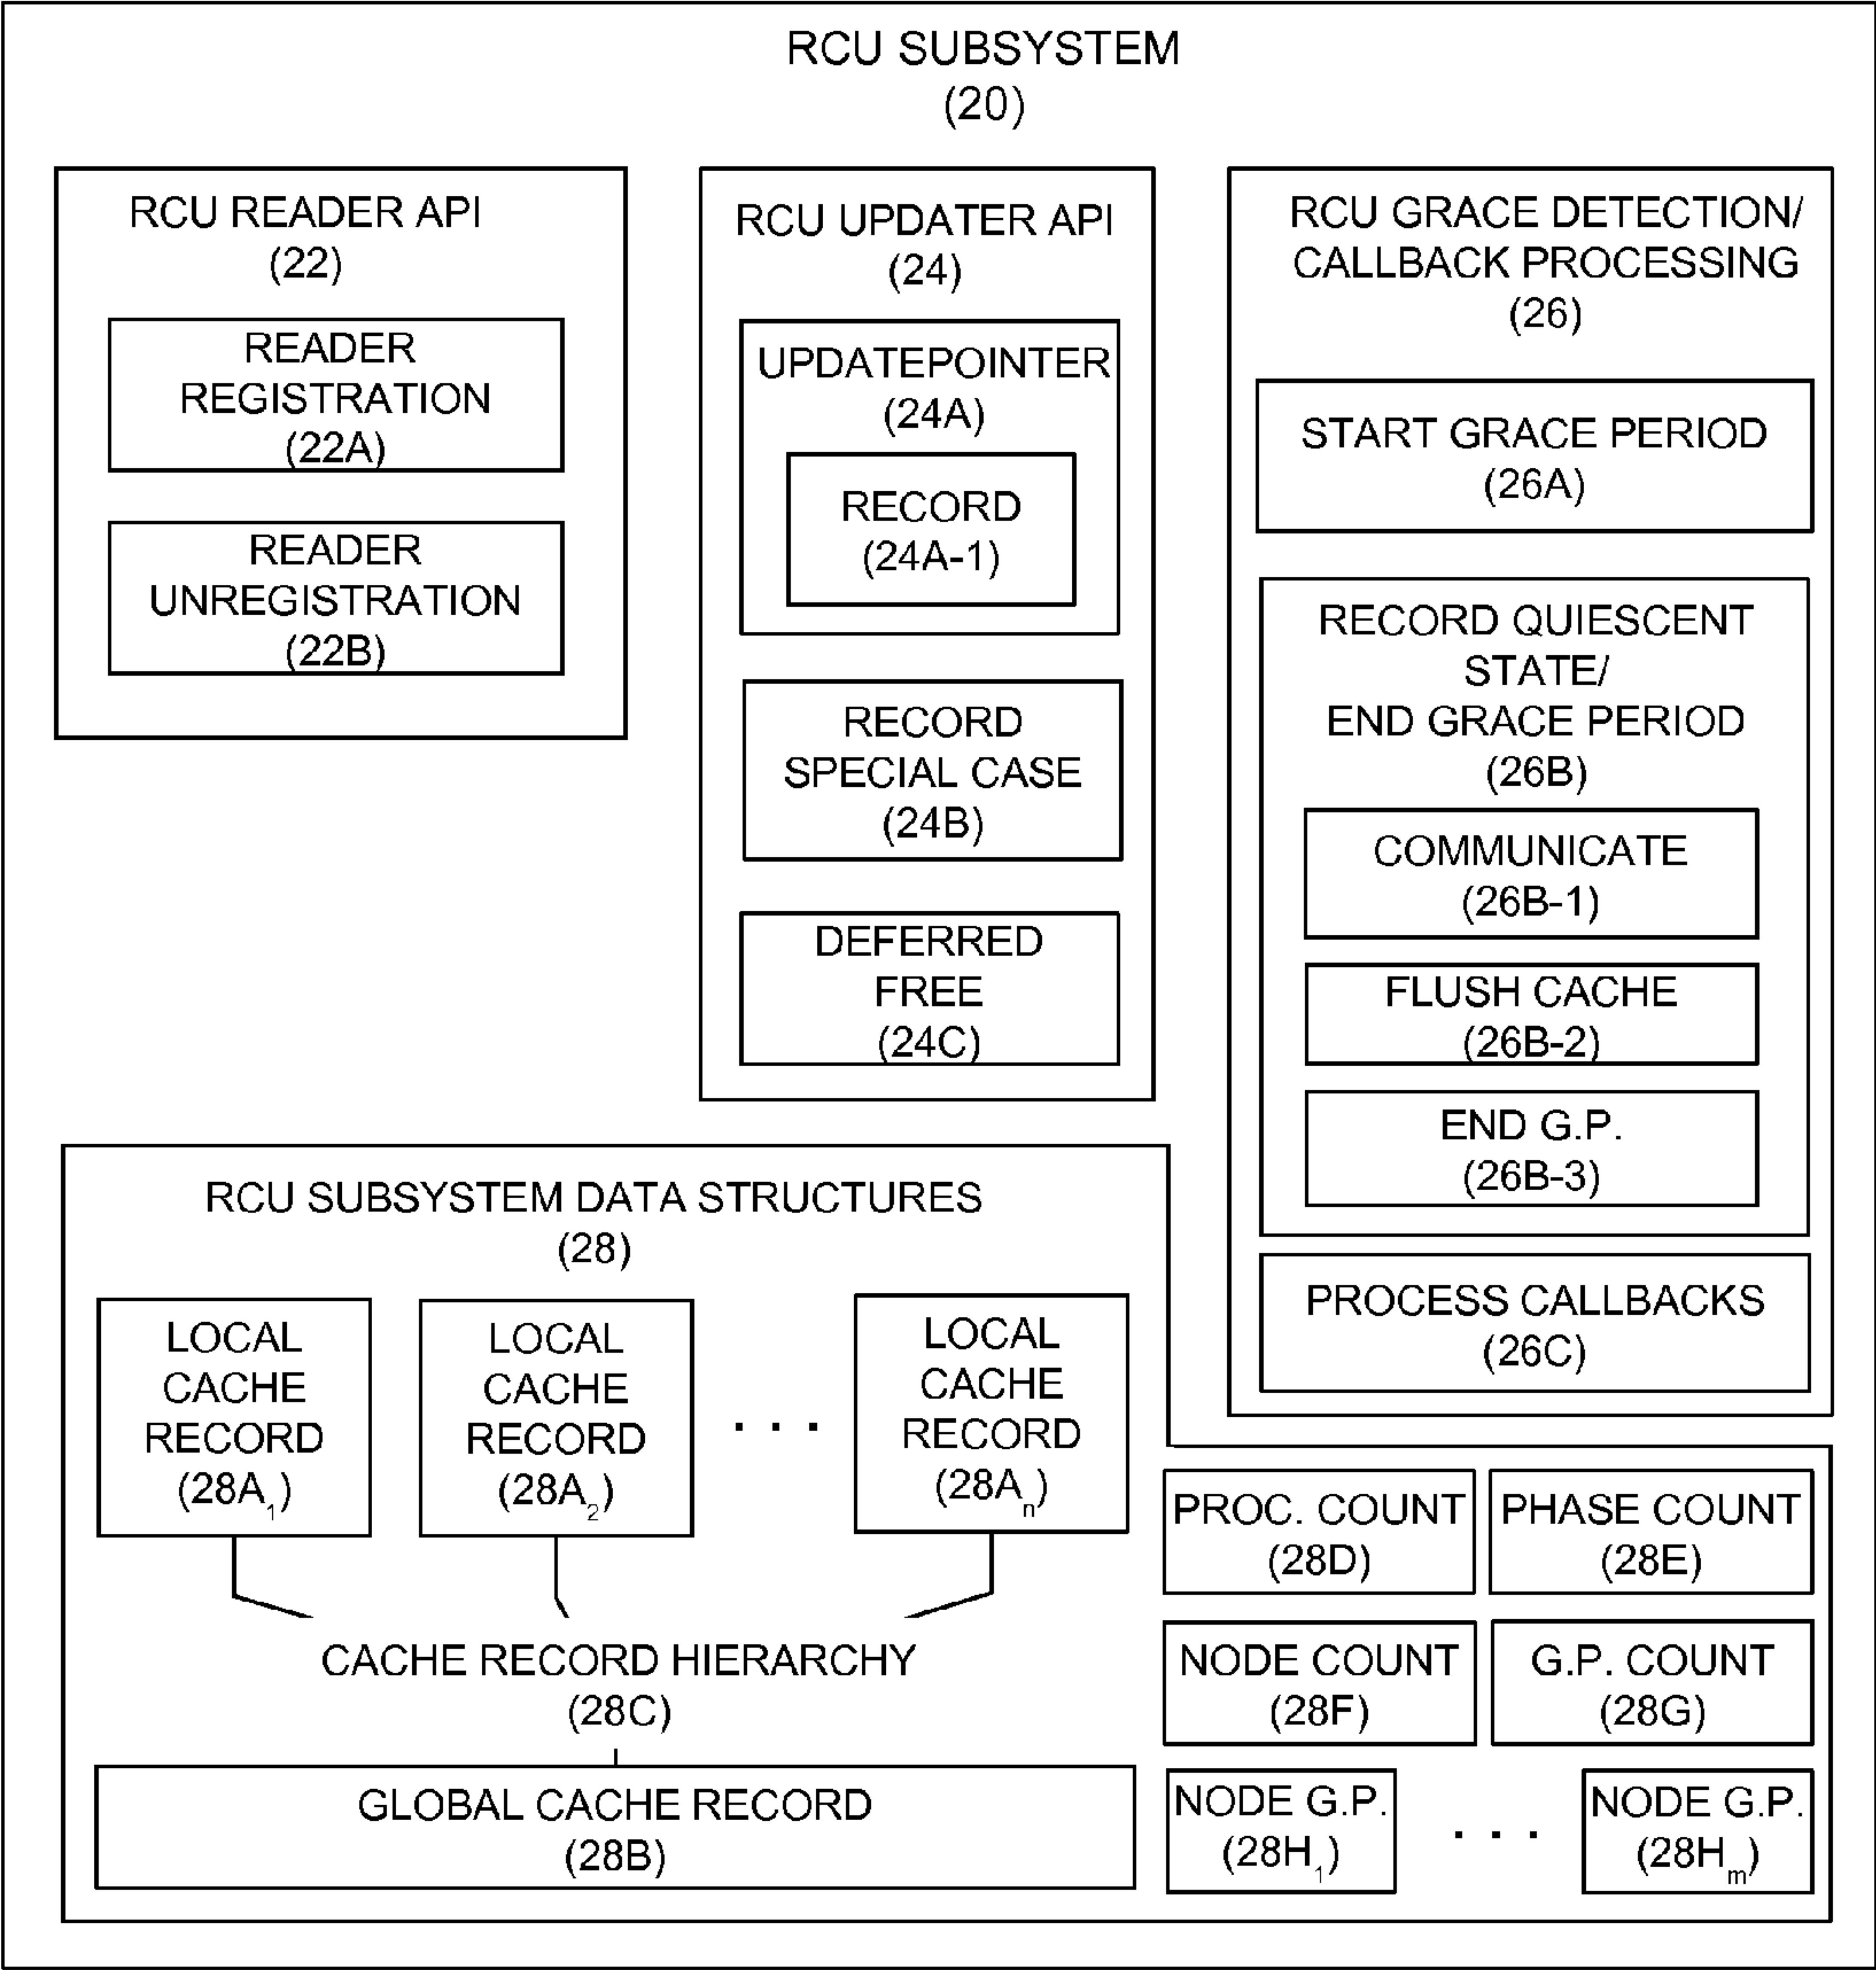 RCU SUBSYSTEM
(20)
RCU READER API
(22)
READER
REGISTRATION
(22A)
READER
UNREGISTRATION
(22B)
RCU UPDATER API
(24)
UPDATEPOINTER
(24A)
RECORD
(24A-1)
RECORD
SPECIAL CASE
(24B)
DEFERRED
FREE
(24C)
RCU GRACE DETECTION/
CALLBACK PROCESSING
(26)
START GRACE PERIOD
(26A)
RECORD QUIESCENT
STATE/
END GRACE PERIOD
(26B)
COMMUNICATE
(26B-1)
FLUSH CACHE
(26B-2)
END G.P.
(26B-3)
PROCESS CALLBACKS
(26C)
RCU SUBSYSTEM DATA STRUCTURES
(28)
LOCAL
CACHE
RECORD
(28A₁)
LOCAL
CACHE
RECORD
(28A₂)
. . .
LOCAL
CACHE
RECORD
(28Aₙ)
CACHE RECORD HIERARCHY
(28C)
GLOBAL CACHE RECORD
(28B)
PROC. COUNT
(28D)
PHASE COUNT
(28E)
NODE COUNT
(28F)
G.P. COUNT
(28G)
NODE G.P.
(28H₁)
. . .
NODE G.P.
(28Hₘ)